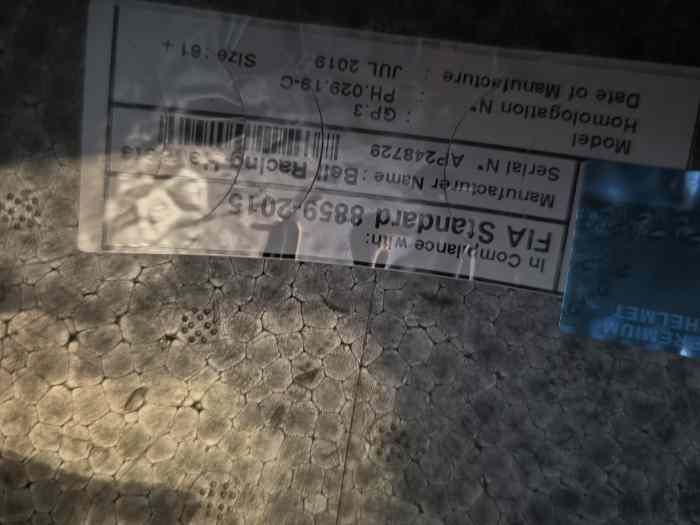 In Compliance with:
FIA Standard 8859-2015
Manufacturer Name : Bell Racing
Serial N° AP248729
Model : GP.3
Homologation N° : PH.029.19-C
Date of Manufacture : JUL 2019 Size : 61 +
PREMIUM
HELMET